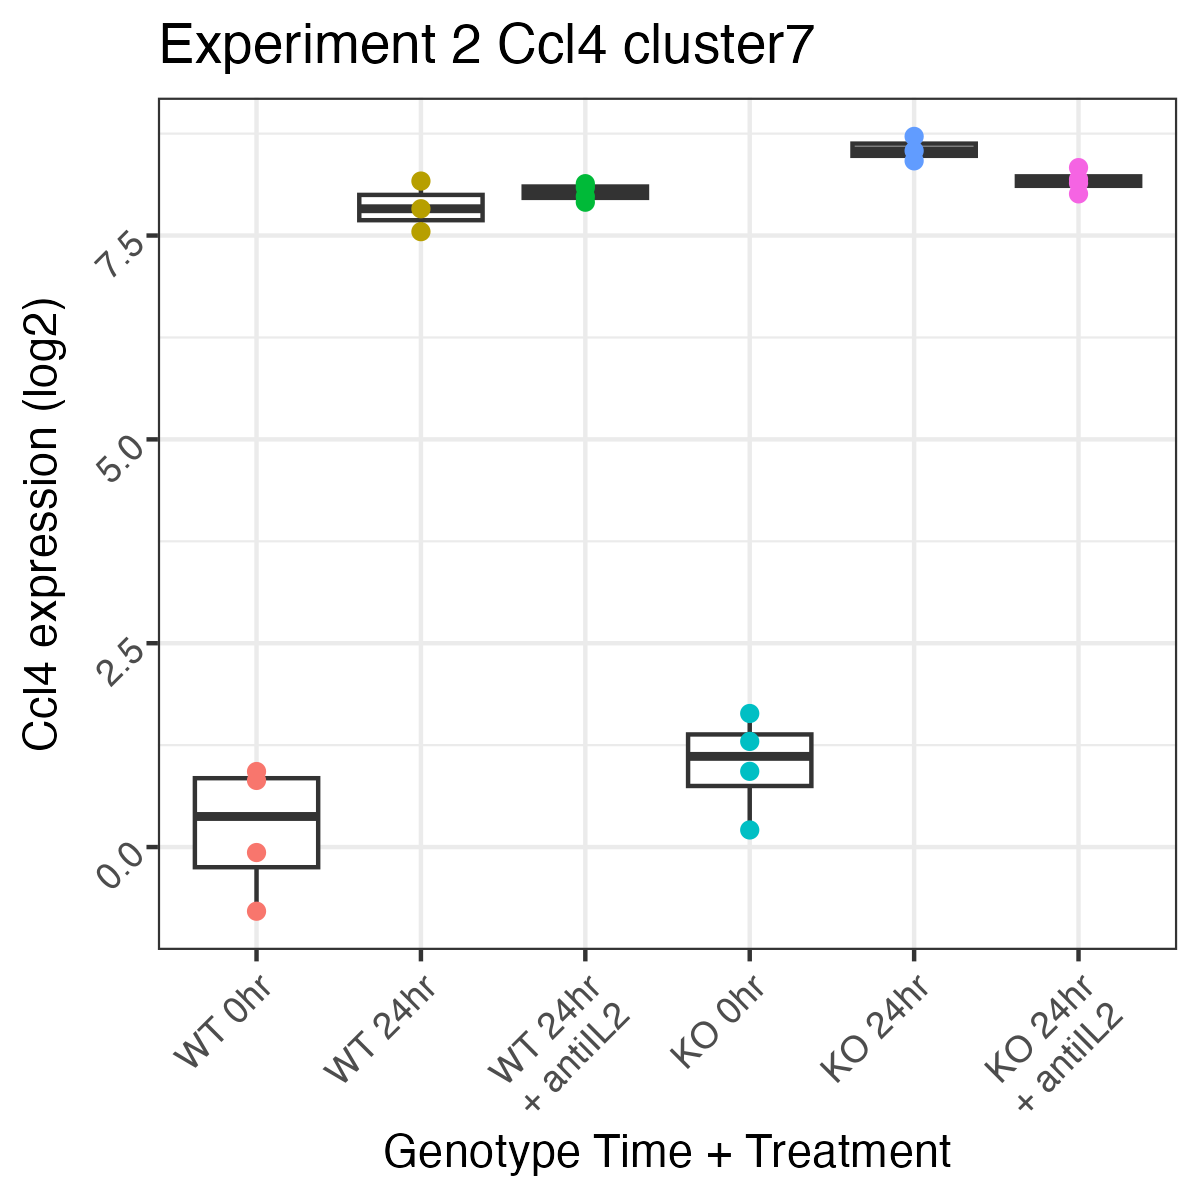 Experiment 2 Ccl4 cluster7
Ccl4 expression (log2)
7.5
5.0
2.5
0.0
WT 0hr
WT 24hr
WT 24hr
+ antiIL2
KO 0hr
KO 24hr
KO 24hr
+ antiIL2
Genotype Time + Treatment